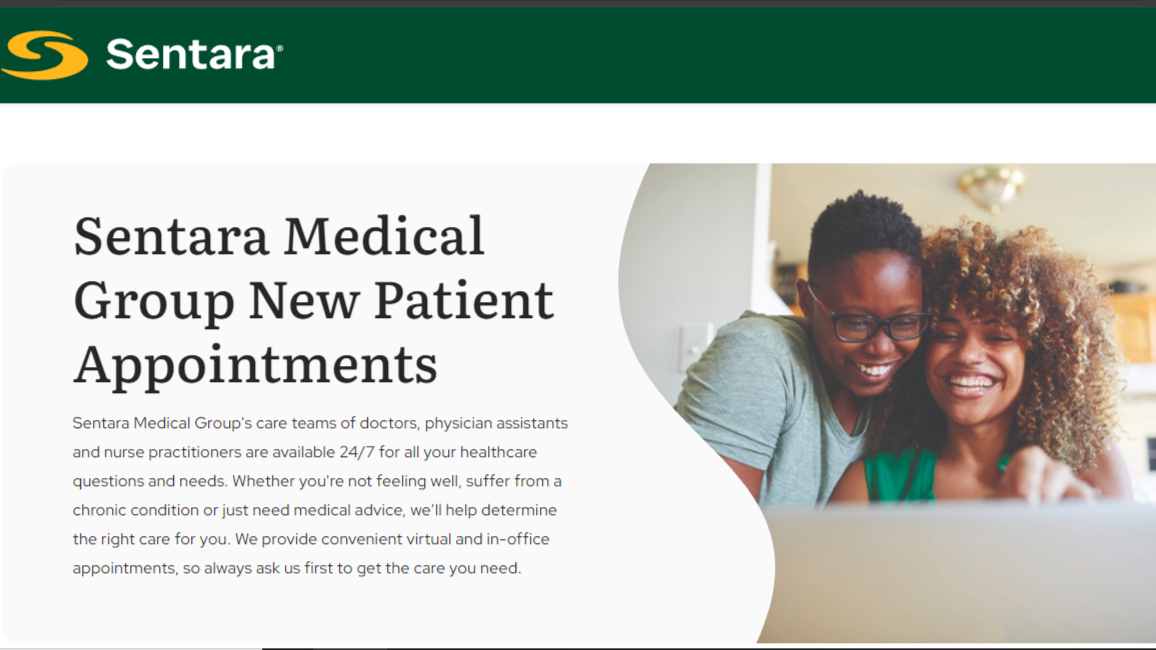 Sentara®
Sentara Medical
Group New Patient
Appointments
Sentara Medical Group's care teams of doctors, physician assistants
and nurse practitioners are available 24/7 for all your healthcare
questions and needs. Whether you're not feeling well, suffer from a
chronic condition or just need medical advice, we’ll help determine
the right care for you. We provide convenient virtual and in-office
appointments, so always ask us first to get the care you need.